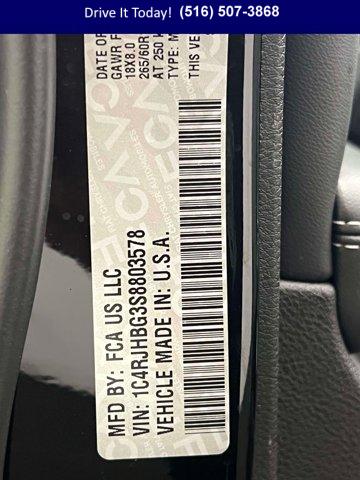 Drive It Today! (516) 507-3868
DATE OF
GAWR F
18X8.0
265/60R
AT 250 K
TYPE: M
THIS VE
MFD BY: FCA US LLC
VIN: 1C4RJHBG3S8803578
VEHICLE MADE IN: U.S.A.